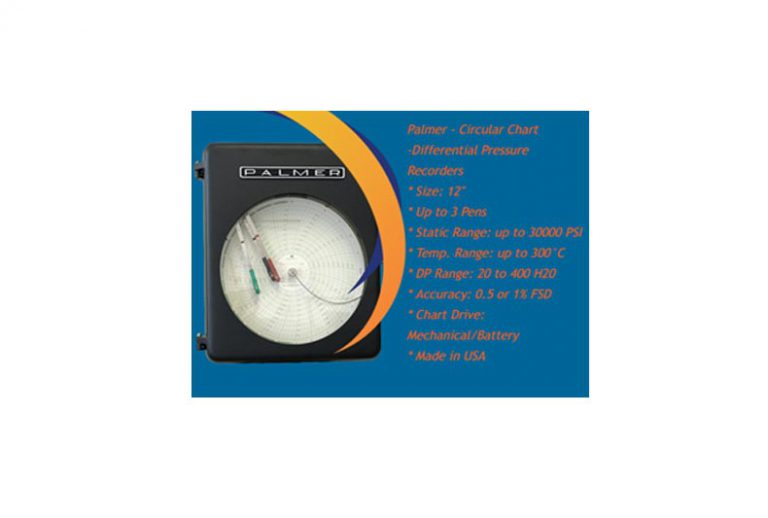 PALMER
Palmer - Circular Chart
-Differential Pressure
Recorders
* Size: 12"
* Up to 3 Pens
* Static Range: up to 30000 PSI
* Temp. Range: up to 300°C
* DP Range: 20 to 400 H2O
* Accuracy: 0.5 or 1% FSD
* Chart Drive:
Mechanical/Battery
* Made in USA